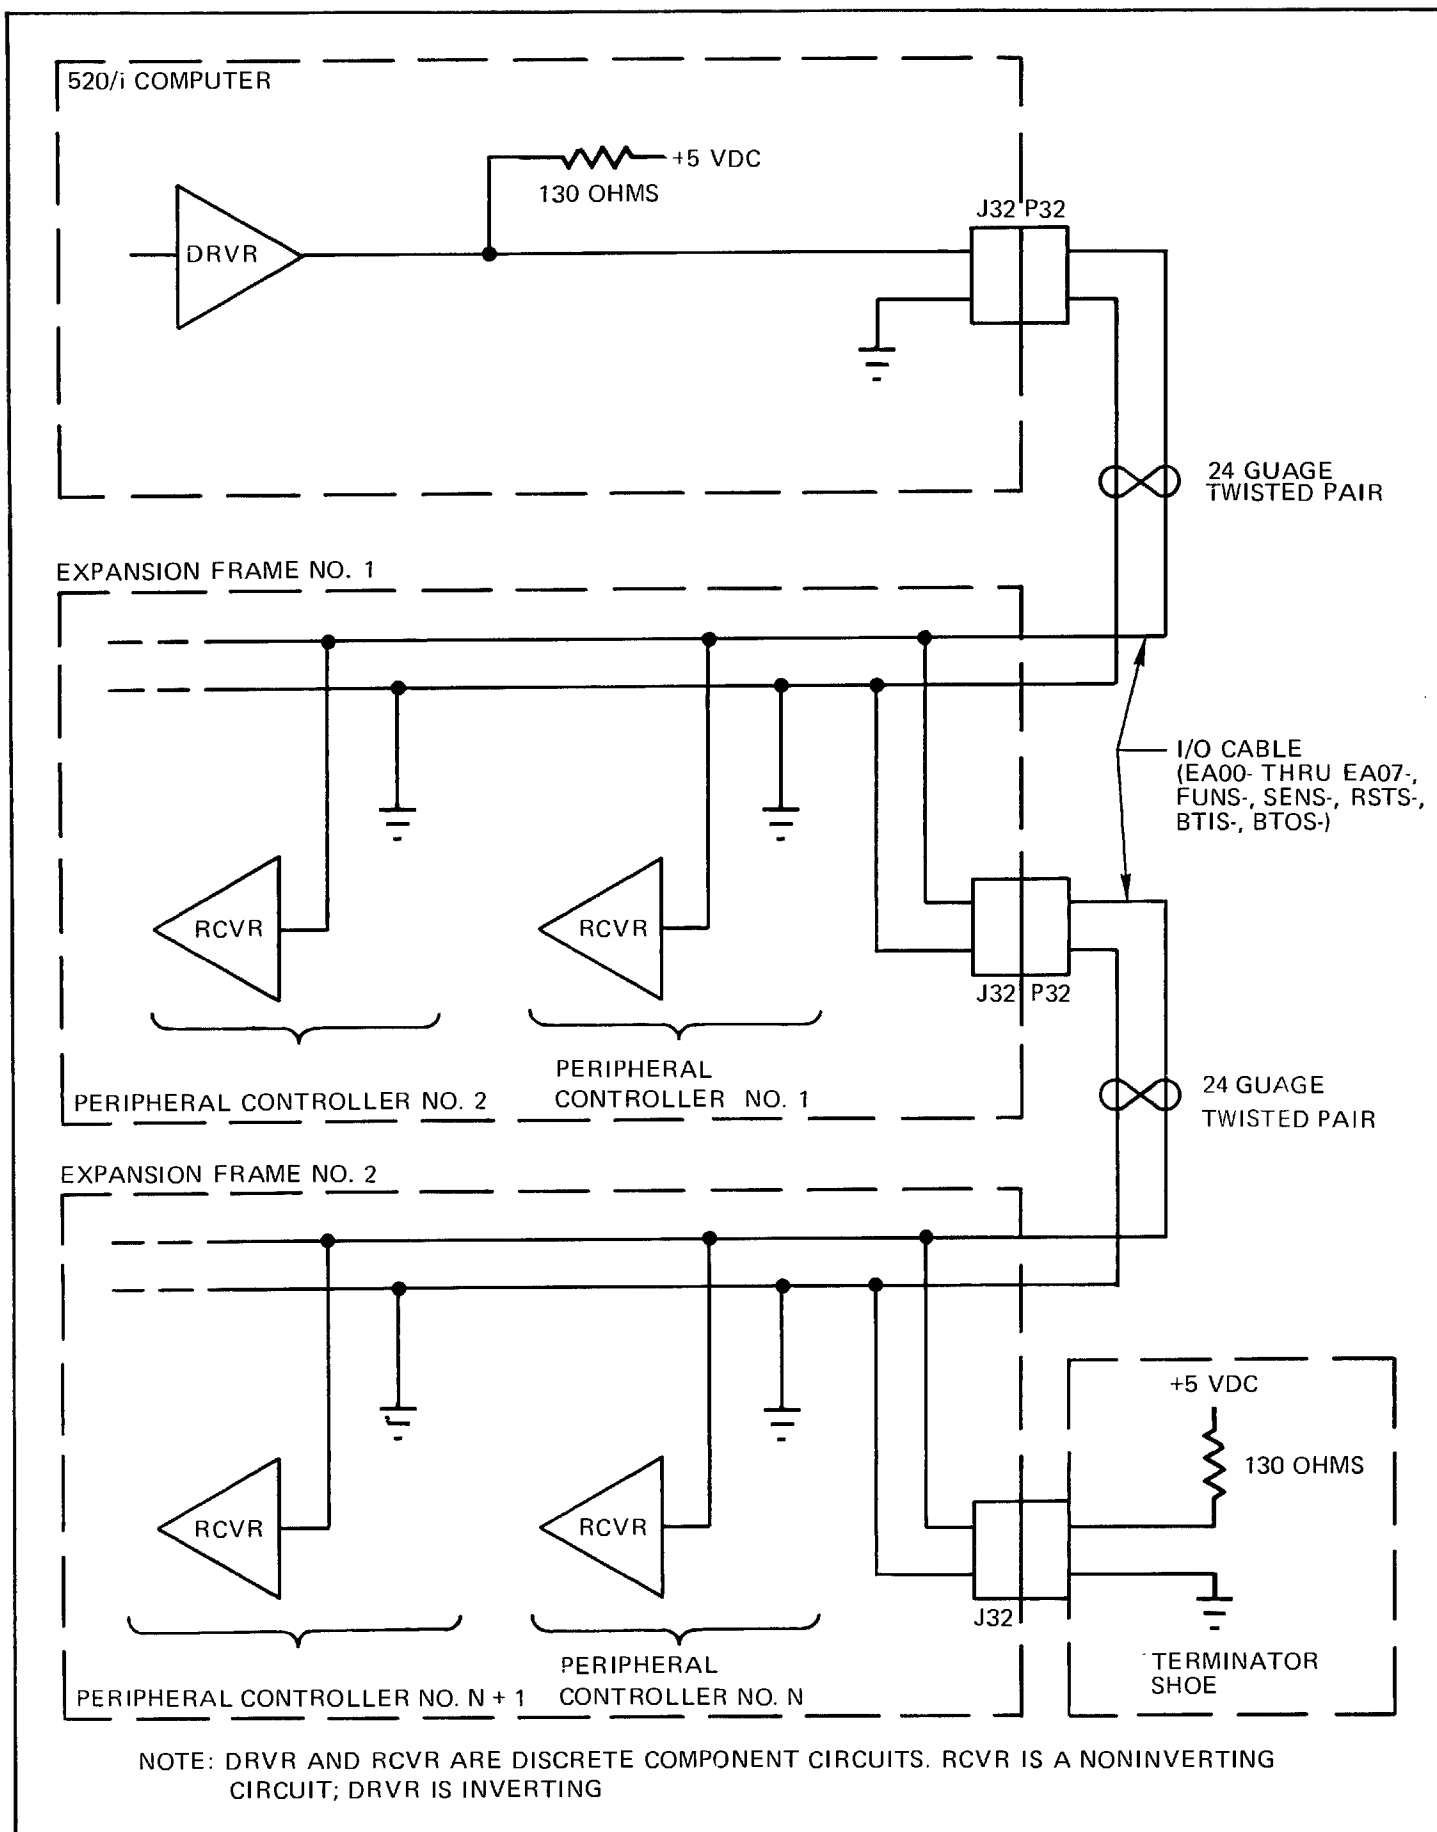 520/i COMPUTER
+5 VDC
130 OHMS
J32 P32
DRVR
24 GUAGE
TWISTED PAIR
EXPANSION FRAME NO. 1
I/O CABLE
(EA00- THRU EA07-,
FUNS-, SENS-, RSTS-,
BTIS-, BTOS-)
RCVR
RCVR
J32 P32
PERIPHERAL
CONTROLLER NO. 1
PERIPHERAL CONTROLLER NO. 2
24 GUAGE
TWISTED PAIR
EXPANSION FRAME NO. 2
+5 VDC
130 OHMS
RCVR
RCVR
J32
TERMINATOR
SHOE
PERIPHERAL
CONTROLLER NO. N
PERIPHERAL CONTROLLER NO. N + 1
NOTE: DRVR AND RCVR ARE DISCRETE COMPONENT CIRCUITS. RCVR IS A NONINVERTING
CIRCUIT; DRVR IS INVERTING